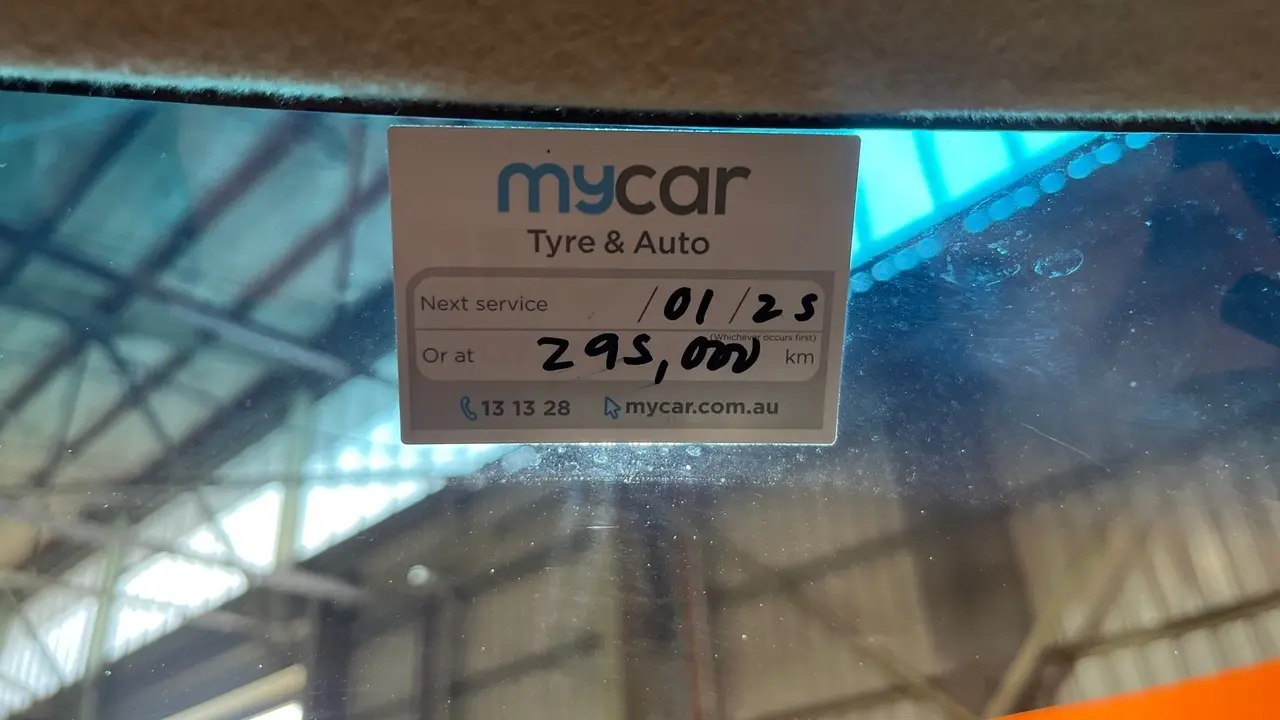 mycar
Tyre & Auto
Next service /01/25
(Whichever occurs first)
Or at 295,000 km
13 13 28 mycar.com.au